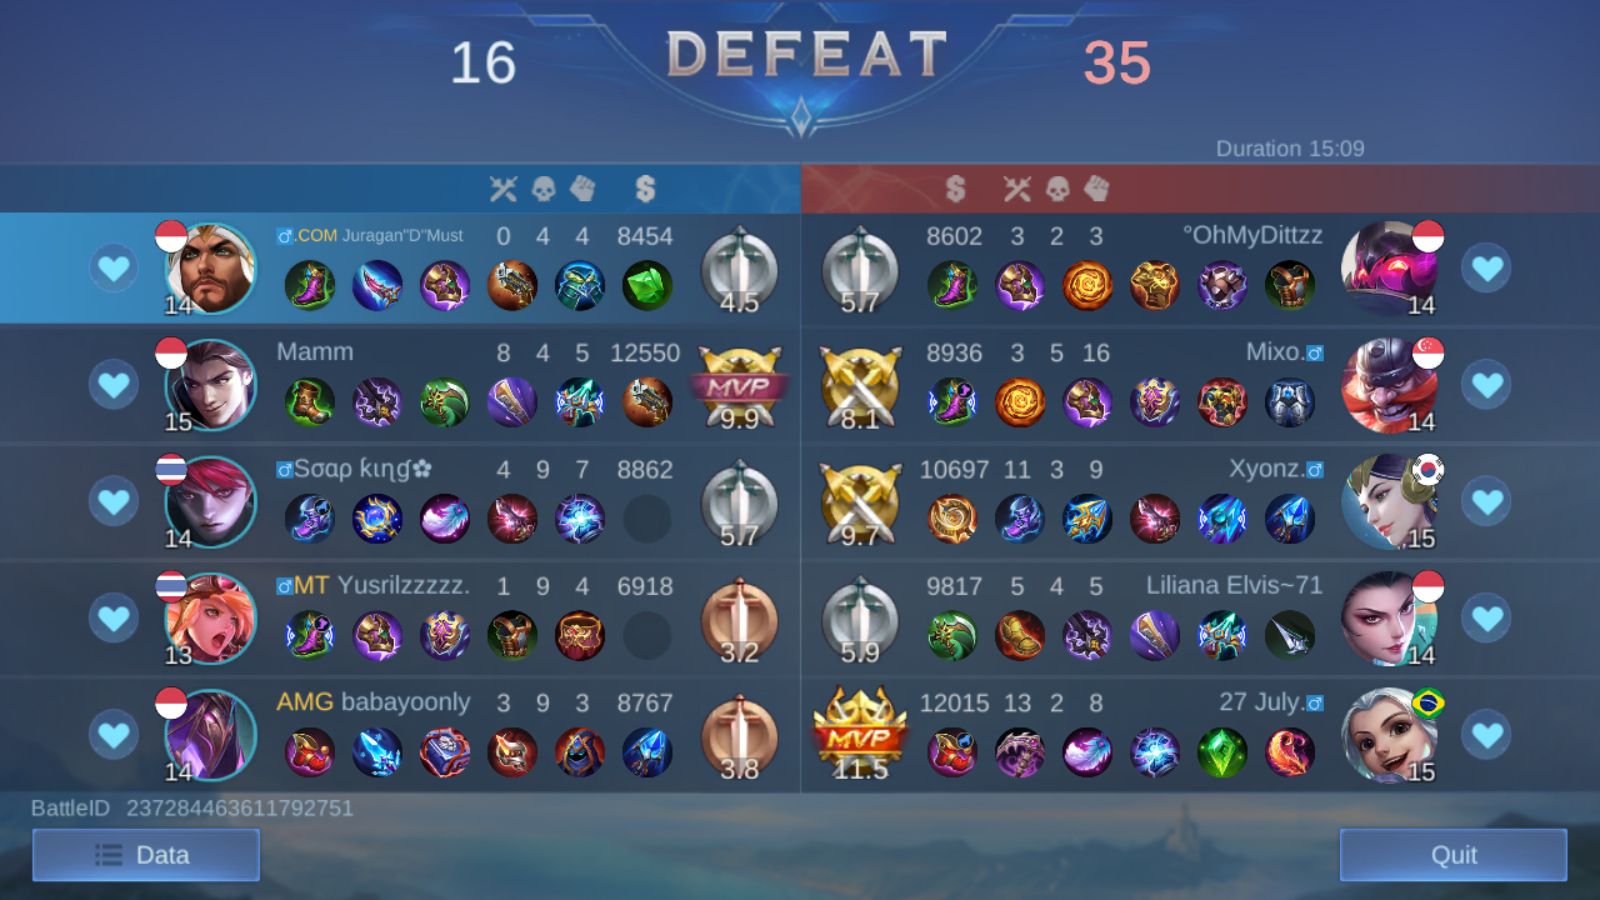 16 DEFEAT 35
Duration 15:09
.COM Juragan"D"Must 0 4 4 8454
14 4.5
8602 3 2 3 °OhMyDittzz
5.7 14
Mamm 8 4 5 12550
15 MVP 9.9
8936 3 5 16 Mixo.
8.1 14
Sσαρ ƙιηɠ✿ 4 9 7 8862
14 5.7
10697 11 3 9 Xyonz.
9.7 15
MT Yusrilzzzzz. 1 9 4 6918
13 3.2
9817 5 4 5 Liliana Elvis~71
5.9 14
AMG babayoonly 3 9 3 8767
14 3.8
12015 13 2 8 27 July.
MVP 11.5 15
BattleID 237284463611792751
Data
Quit